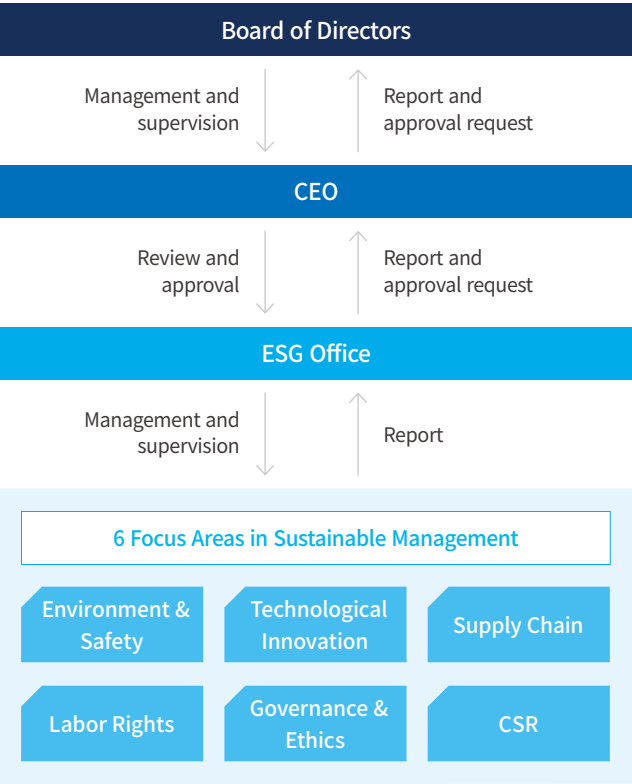 Board of Directors
Management and
supervision
Report and
approval request
CEO
Review and
approval
Report and
approval request
ESG Office
Management and
supervision
Report
6 Focus Areas in Sustainable Management
Environment &
Safety
Technological
Innovation
Supply Chain
Labor Rights
Governance &
Ethics
CSR